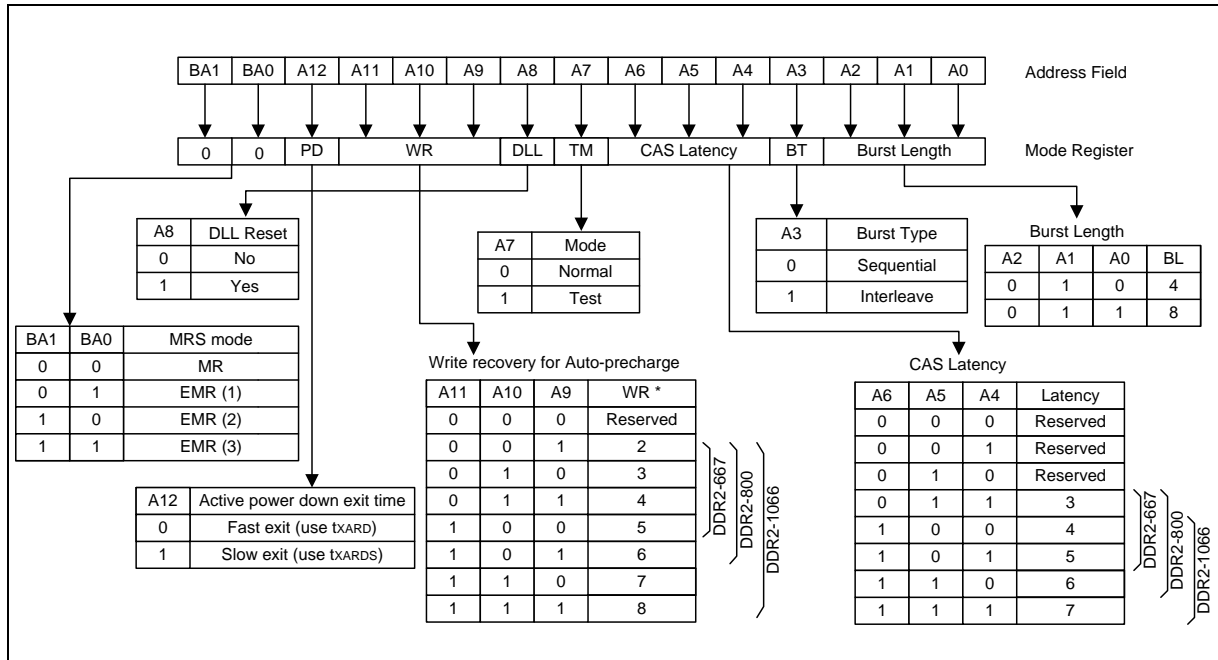 BA1 BA0 A12 A11 A10 A9 A8 A7 A6 A5 A4 A3 A2 A1 A0 Address Field
0 0 PD WR DLL TM CAS Latency BT Burst Length Mode Register
A8 DLL Reset
0 No
1 Yes
A7 Mode
0 Normal
1 Test
A3 Burst Type
0 Sequential
1 Interleave
Burst Length
A2 A1 A0 BL
0 1 0 4
0 1 1 8
BA1 BA0 MRS mode
0 0 MR
0 1 EMR (1)
1 0 EMR (2)
1 1 EMR (3)
A12 Active power down exit time
0 Fast exit (use tXARD)
1 Slow exit (use tXARDS)
Write recovery for Auto-precharge
A11 A10 A9 WR *
0 0 0 Reserved
0 0 1 2
0 1 0 3
0 1 1 4
1 0 0 5
1 0 1 6
1 1 0 7
1 1 1 8
DDR2-667
DDR2-800
DDR2-1066
CAS Latency
A6 A5 A4 Latency
0 0 0 Reserved
0 0 1 Reserved
0 1 0 Reserved
0 1 1 3
1 0 0 4
1 0 1 5
1 1 0 6
1 1 1 7
DDR2-667
DDR2-800
DDR2-1066